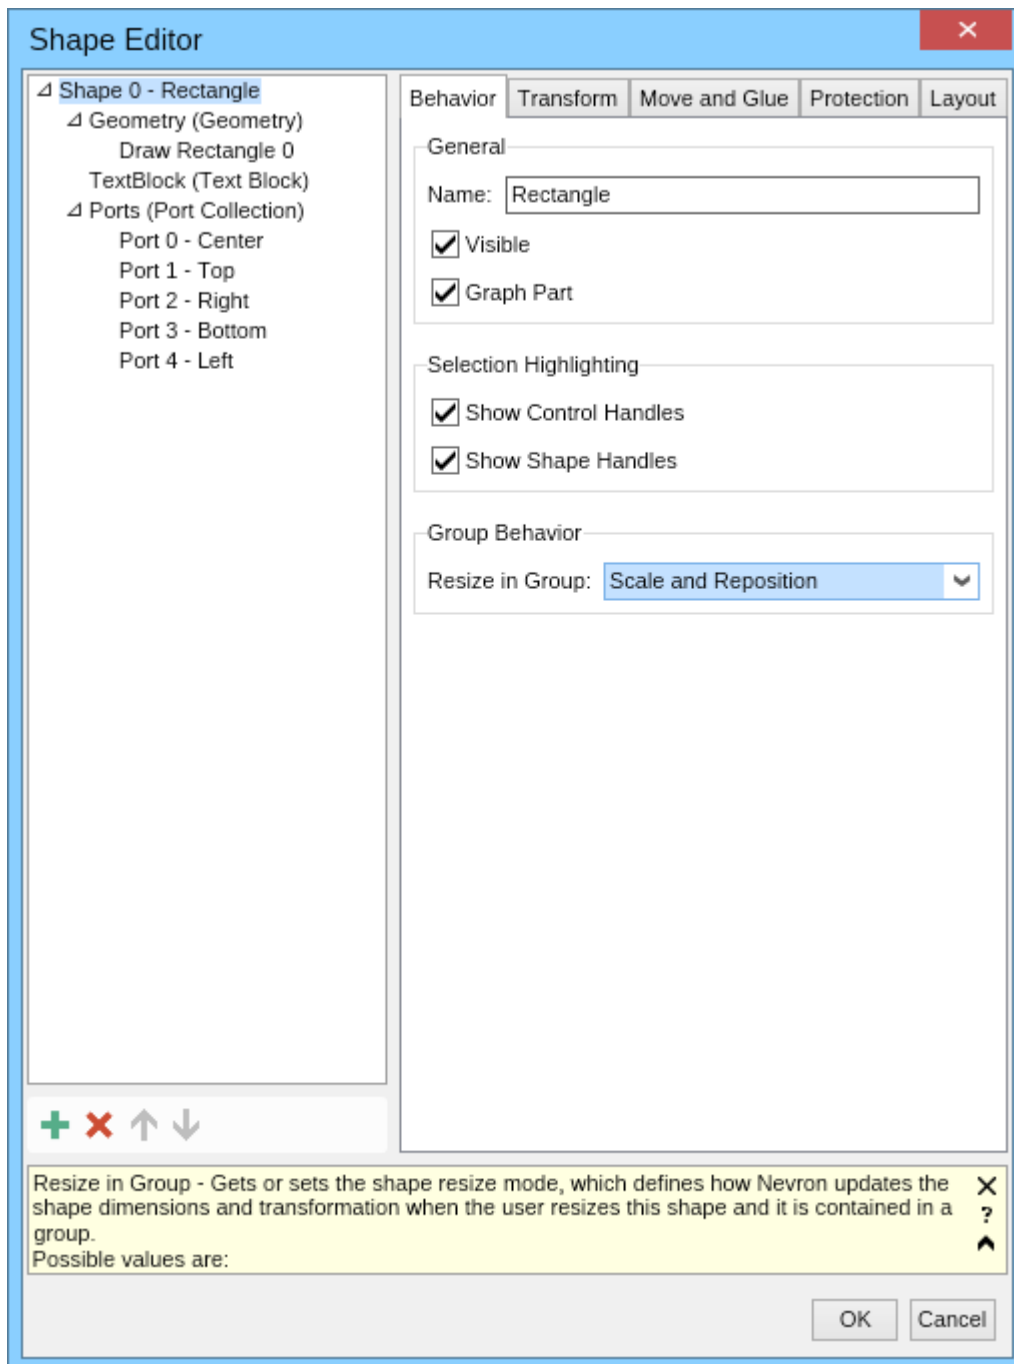 Shape Editor
Shape 0 - Rectangle
Geometry (Geometry)
Draw Rectangle 0
TextBlock (Text Block)
Ports (Port Collection)
Port 0 - Center
Port 1 - Top
Port 2 - Right
Port 3 - Bottom
Port 4 - Left
Behavior Transform Move and Glue Protection Layout
General
Name: Rectangle
Visible
Graph Part
Selection Highlighting
Show Control Handles
Show Shape Handles
Group Behavior
Resize in Group: Scale and Reposition
Resize in Group - Gets or sets the shape resize mode, which defines how Nevron updates the
shape dimensions and transformation when the user resizes this shape and it is contained in a
group.
Possible values are:
?
OK Cancel